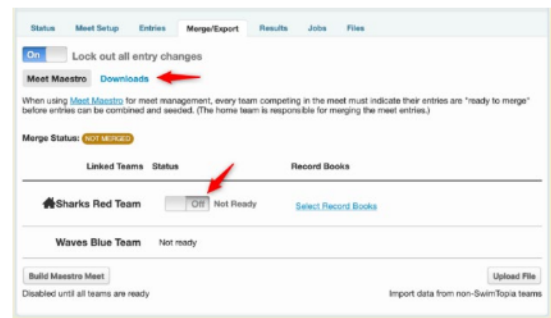 Status Meet Setup Entries Merge/Export Results Jobs Files
On Lock out all entry changes
Meet Maestro Downloads
When using Meet Maestro for meet management, every team competing in the meet must indicate their entries are "ready to merge"
before entries can be combined and seeded. (The home team is responsible for merging the meet entries.)
Merge Status: NOT MERGED
Linked Teams Status Record Books
Sharks Red Team Off Not Ready Select Record Books
Waves Blue Team Not ready
Build Maestro Meet Upload File
Disabled until all teams are ready Import data from non-SwimTopia teams